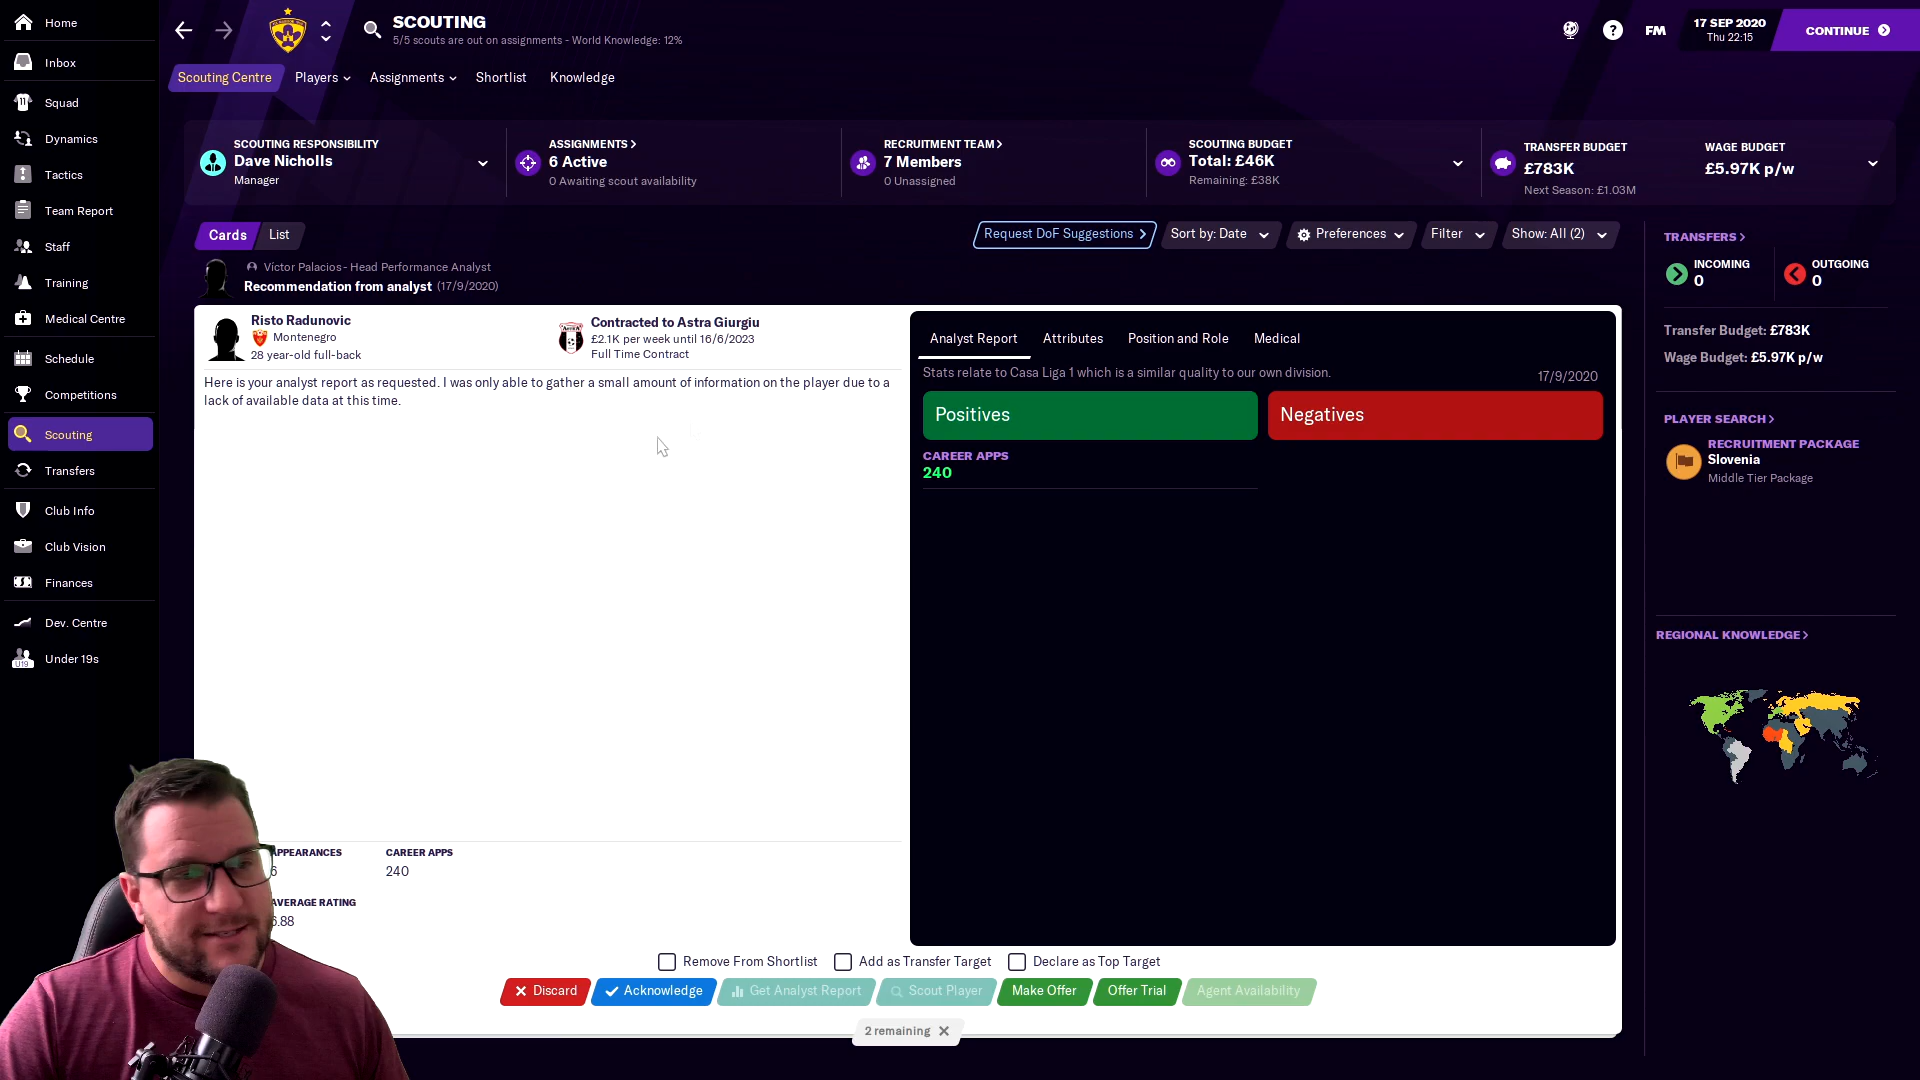 Home
Inbox
Squad
Dynamics
Tactics
Team Report
Staff
Training
Medical Centre
Schedule
Competitions
Scouting
Transfers
Club Info
Club Vision
Finances
Dev. Centre
Under 19s
SCOUTING
5/5 scouts are out on assignments - World Knowledge: 12%
FM
17 SEP 2020
Thu 22:15
CONTINUE
Scouting Centre
Players
Assignments
Shortlist
Knowledge
SCOUTING RESPONSIBILITY
Dave Nicholls
Manager
ASSIGNMENTS
6 Active
0 Awaiting scout availability
RECRUITMENT TEAM
7 Members
0 Unassigned
SCOUTING BUDGET
Total: £46K
Remaining: £38K
TRANSFER BUDGET
£783K
Next Season: £1.03M
WAGE BUDGET
£5.97K p/w
Cards
List
Request DoF Suggestions
Sort by: Date
Preferences
Filter
Show: All (2)
Víctor Palacios - Head Performance Analyst
Recommendation from analyst (17/9/2020)
Risto Radunovic
Montenegro
28 year-old full-back
Contracted to Astra Giurgiu
£2.1K per week until 16/6/2023
Full Time Contract
Here is your analyst report as requested. I was only able to gather a small amount of information on the player due to a
lack of available data at this time.
APPEARANCES
6
CAREER APPS
240
AVERAGE RATING
6.88
Analyst Report
Attributes
Position and Role
Medical
Stats relate to Casa Liga 1 which is a similar quality to our own division.
17/9/2020
Positives
Negatives
CAREER APPS
240
Remove From Shortlist
Add as Transfer Target
Declare as Top Target
Discard
Acknowledge
Get Analyst Report
Scout Player
Make Offer
Offer Trial
Agent Availability
2 remaining
TRANSFERS
INCOMING
0
OUTGOING
0
Transfer Budget: £783K
Wage Budget: £5.97K p/w
PLAYER SEARCH
RECRUITMENT PACKAGE
Slovenia
Middle Tier Package
REGIONAL KNOWLEDGE